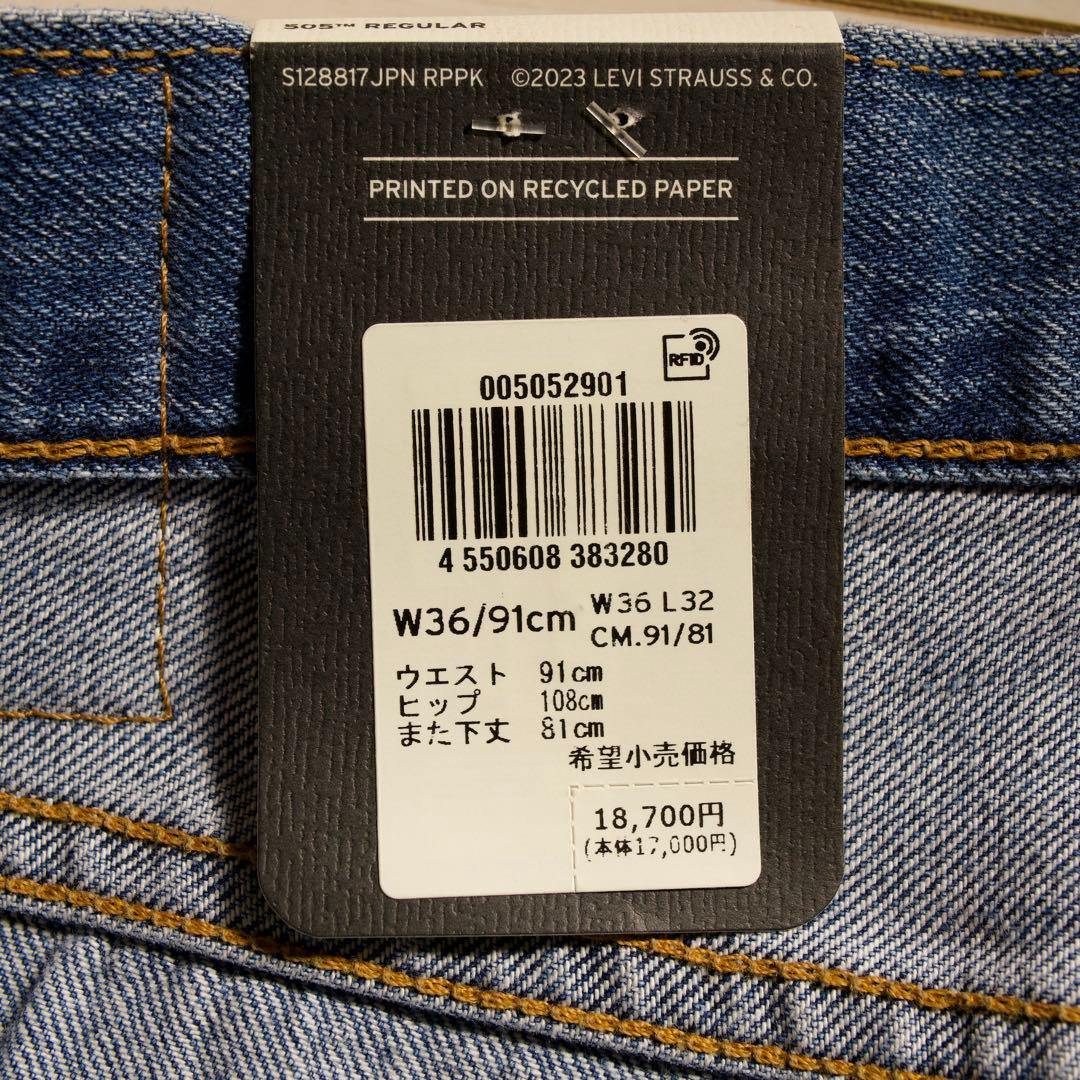 505™ REGULAR
S128817JPN RPPK ©2023 LEVI STRAUSS & CO.
PRINTED ON RECYCLED PAPER
RFID
005052901
4 550608 383280
W36/91cm
W36 L32
CM.91/81
ウエスト 91cm
ヒップ 108cm
また下丈 81cm
希望小売価格
18,700円
(本体17,000円)